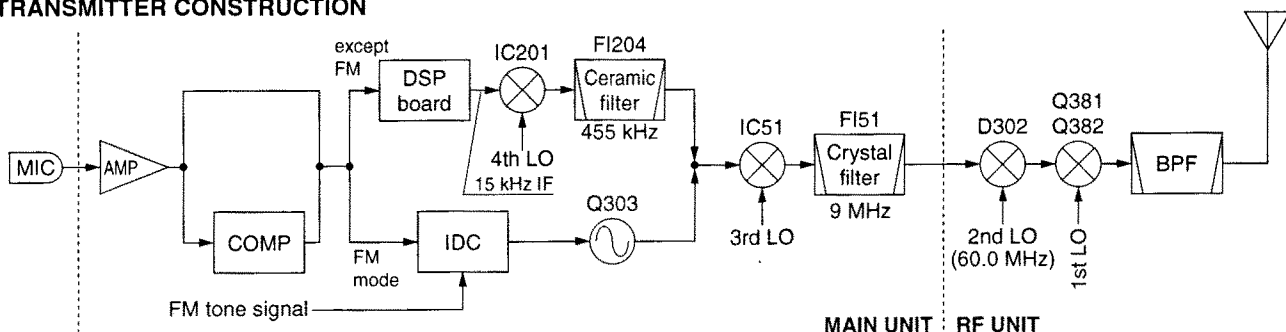 TRANSMITTER CONSTRUCTION
MIC
AMP
COMP
except
FM
DSP
board
IC201
4th LO
15 kHz IF
FI204
Ceramic
filter
455 kHz
FM
mode
IDC
FM tone signal
Q303
IC51
3rd LO
FI51
Crystal
filter
9 MHz
D302
2nd LO
(60.0 MHz)
Q381
Q382
1st LO
BPF
MAIN UNIT
RF UNIT